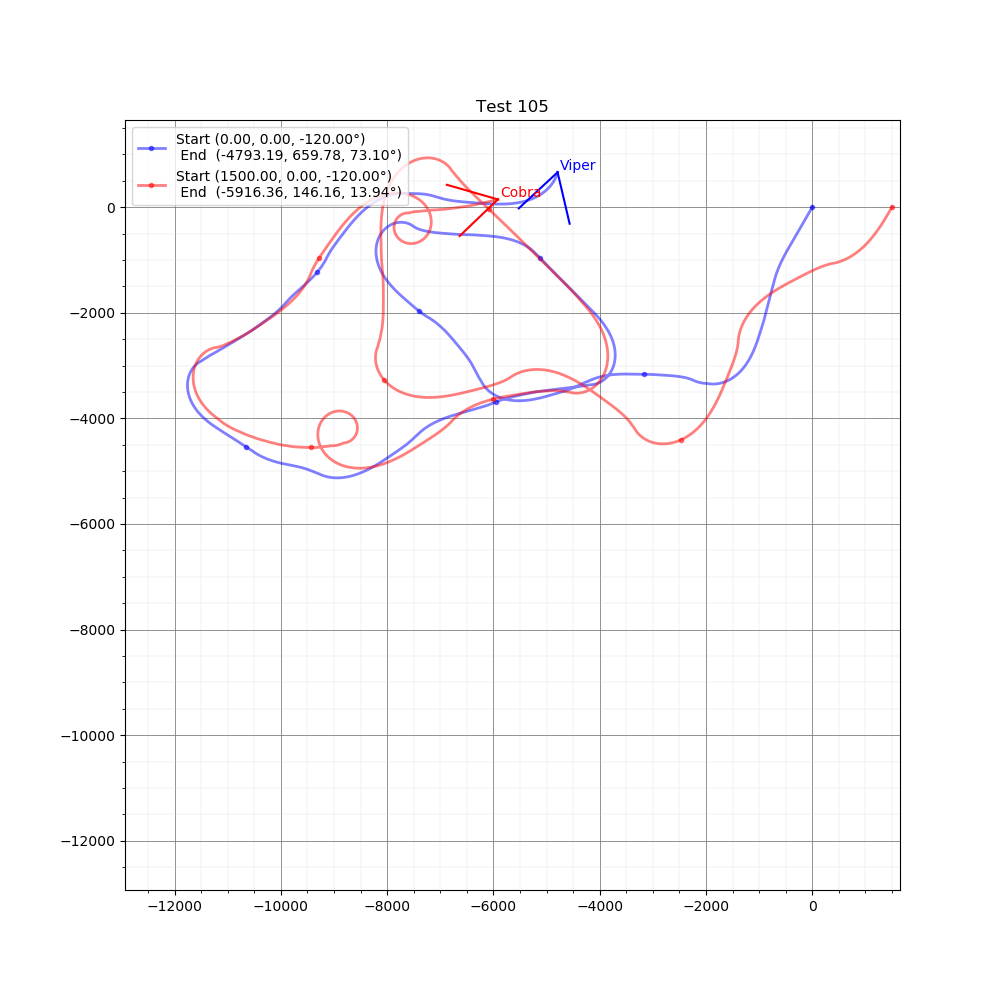 Test 105
Start (0.00, 0.00, -120.00°)
End (-4793.19, 659.78, 73.10°)
Start (1500.00, 0.00, -120.00°)
End (-5916.36, 146.16, 13.94°)
Viper
Cobra
0
−2000
−4000
−6000
−8000
−10000
−12000
−12000 −10000 −8000 −6000 −4000 −2000 0